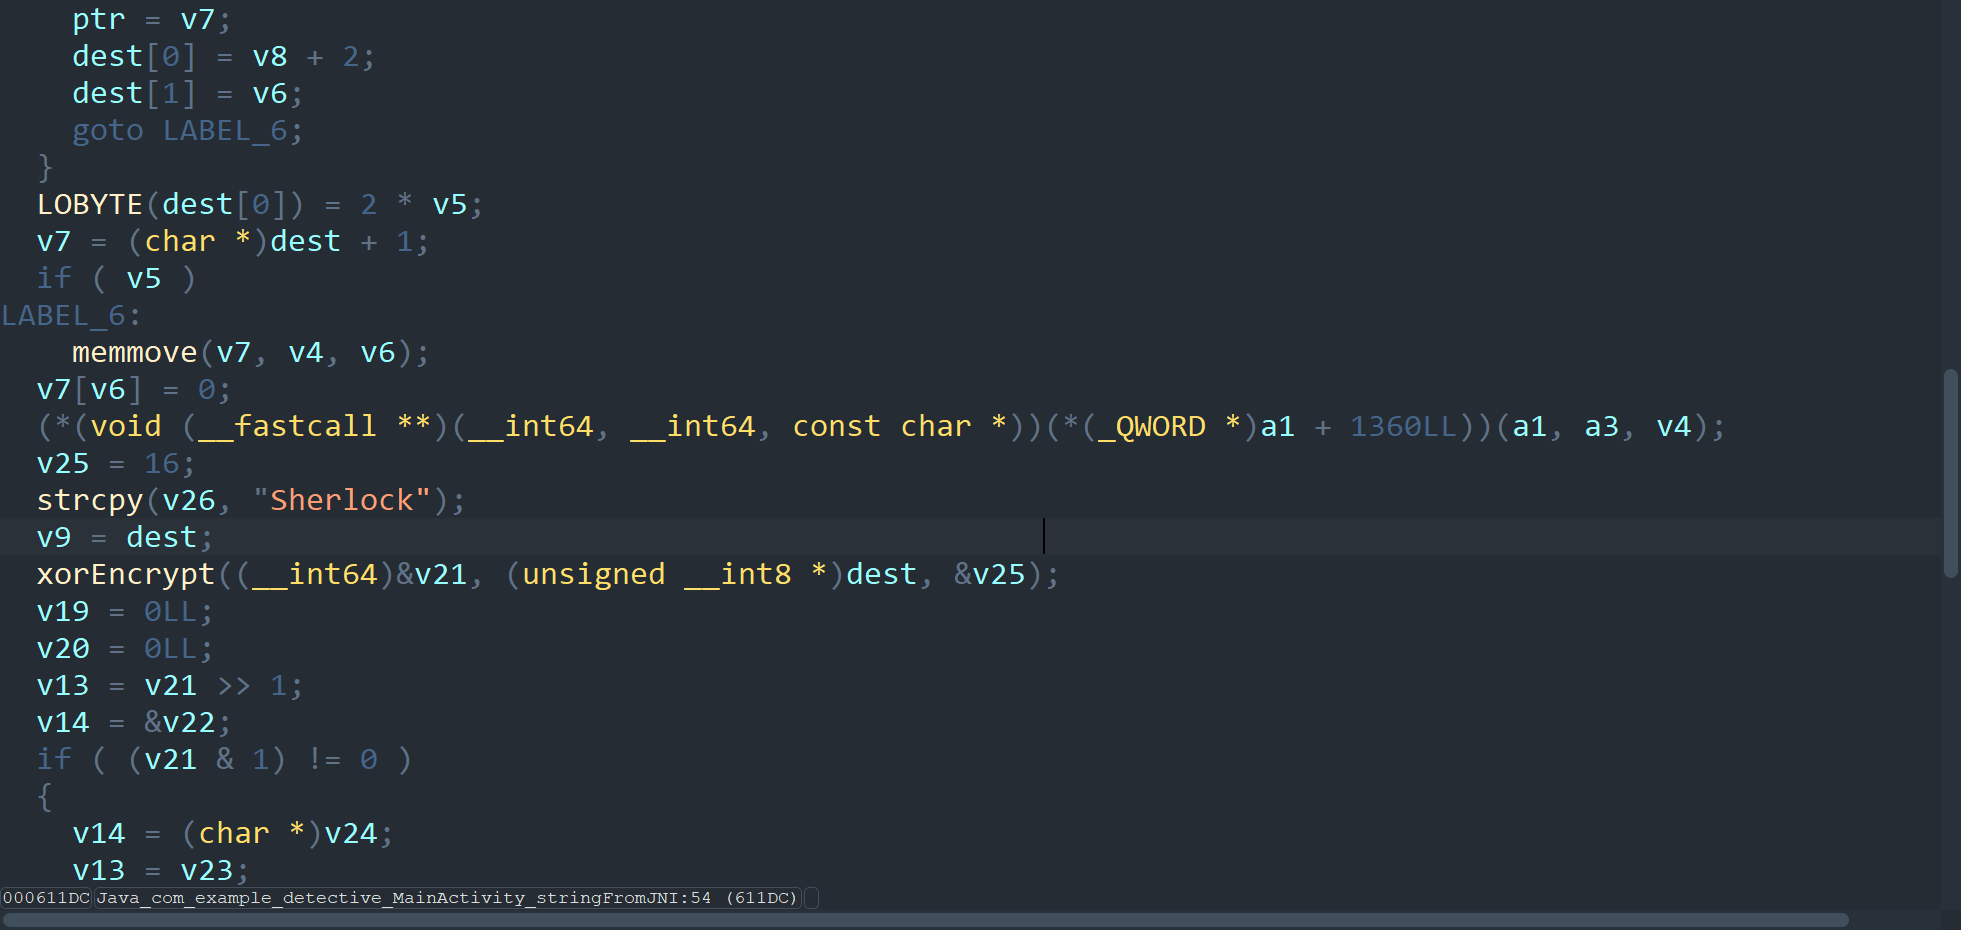 ptr = v7;
dest[0] = v8 + 2;
dest[1] = v6;
goto LABEL_6;
}
LOBYTE(dest[0]) = 2 * v5;
v7 = (char *)dest + 1;
if ( v5 )
LABEL_6:
memmove(v7, v4, v6);
v7[v6] = 0;
(*(void (__fastcall **)(__int64, __int64, const char *))(*(_QWORD *)a1 + 1360LL))(a1, a3, v4);
v25 = 16;
strcpy(v26, "Sherlock");
v9 = dest;
xorEncrypt((__int64)&v21, (unsigned __int8 *)dest, &v25);
v19 = 0LL;
v20 = 0LL;
v13 = v21 >> 1;
v14 = &v22;
if ( (v21 & 1) != 0 )
{
v14 = (char *)v24;
v13 = v23;
000611DC Java_com_example_detective_MainActivity_stringFromJNI:54 (611DC)